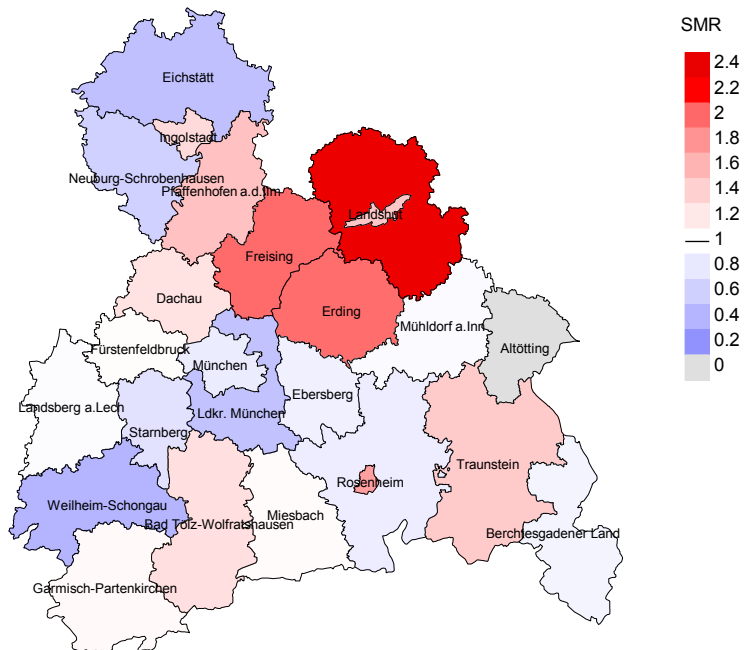 SMR
2.4
2.2
2
1.8
1.6
1.4
1.2
1
0.8
0.6
0.4
0.2
0
Eichstätt
Ingolstadt
Neuburg-Schrobenhausen
Pfaffenhofen a.d.Ilm
Landshut
Freising
Dachau
Erding
Mühldorf a.Inn
Altötting
Fürstenfeldbruck
München
Ebersberg
Landsberg a.Lech
Ldkr. München
Starnberg
Traunstein
Rosenheim
Weilheim-Schongau
Miesbach
Bad Tölz-Wolfratshausen
Berchtesgadener Land
Garmisch-Partenkirchen